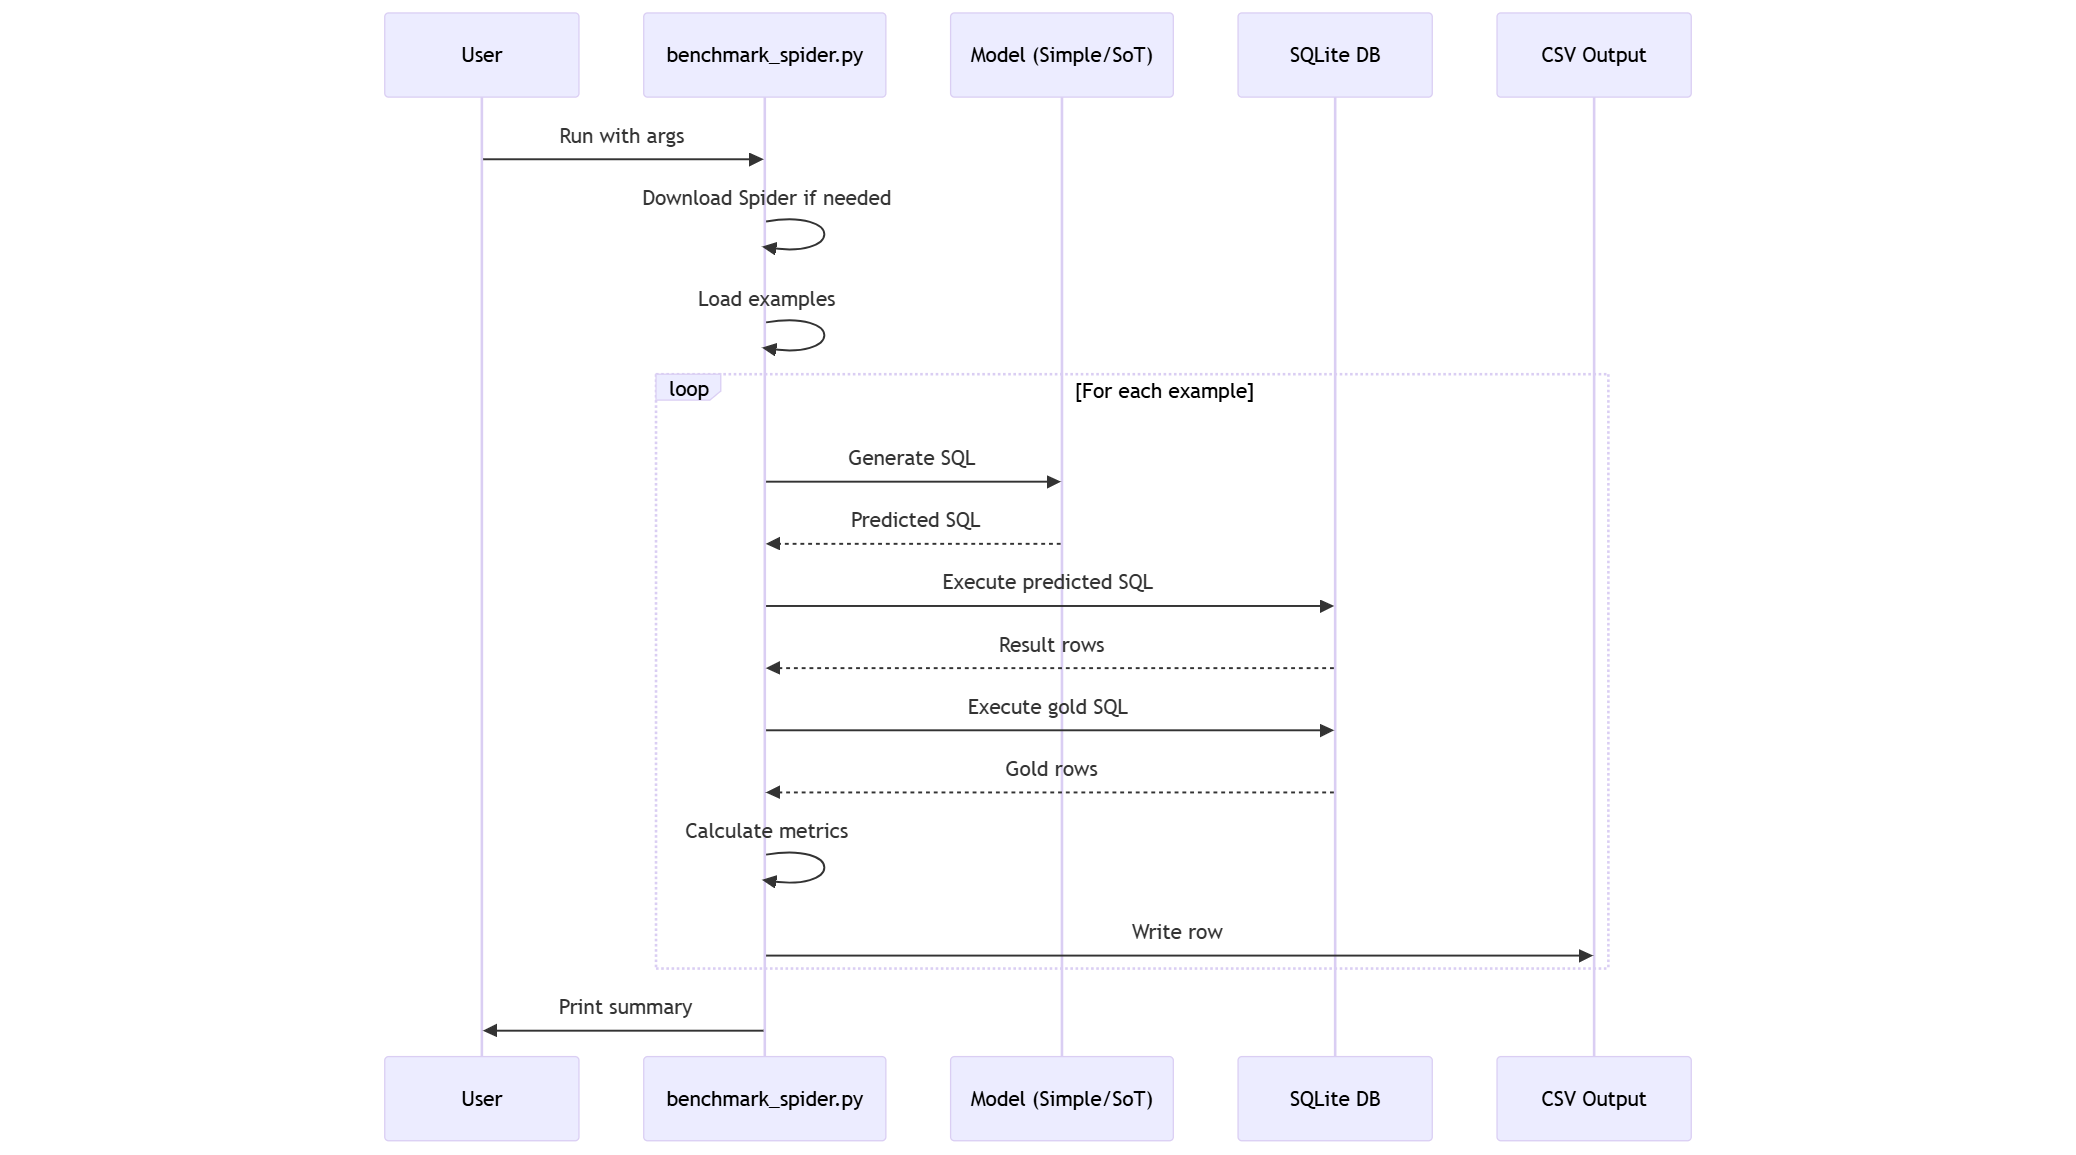 User
benchmark_spider.py
Model (Simple/SoT)
SQLite DB
CSV Output
Run with args
Download Spider if needed
Load examples
loop
[For each example]
Generate SQL
Predicted SQL
Execute predicted SQL
Result rows
Execute gold SQL
Gold rows
Calculate metrics
Write row
Print summary
User
benchmark_spider.py
Model (Simple/SoT)
SQLite DB
CSV Output